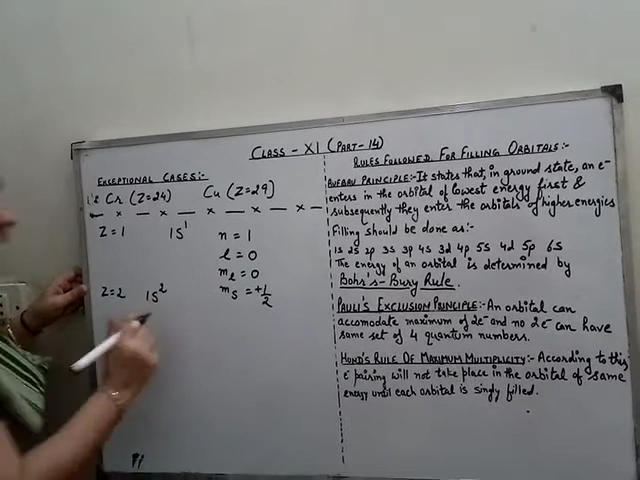 CLASS - XI (PART-14)
EXCEPTIONAL CASES:-
Cr (Z=24) Cu (Z=29)
Z=1 1S¹ n = 1
l = 0
mₗ = 0
Z=2 1S² mₛ = +1/2
RULES FOLLOWED FOR FILLING ORBITALS:-
AUFBAU PRINCIPLE:- It states that, in ground state, an e⁻
enters in the orbital of lowest energy first &
subsequently they enter the orbitals of higher energies
Filling should be done as:-
1s 2s 2p 3s 3p 4s 3d 4p 5s 4d 5p 6s
The energy of an orbital is determined by
Bohr's-Bury Rule.
PAULI'S EXCLUSION PRINCIPLE:- An orbital can
accomodate maximum of 2e⁻ and no 2e⁻ can have
same set of 4 quantum numbers.
HUND'S RULE OF MAXIMUM MULTIPLICITY:- According to this
e⁻ pairing will not take place in the orbital of same
energy until each orbital is singly filled.